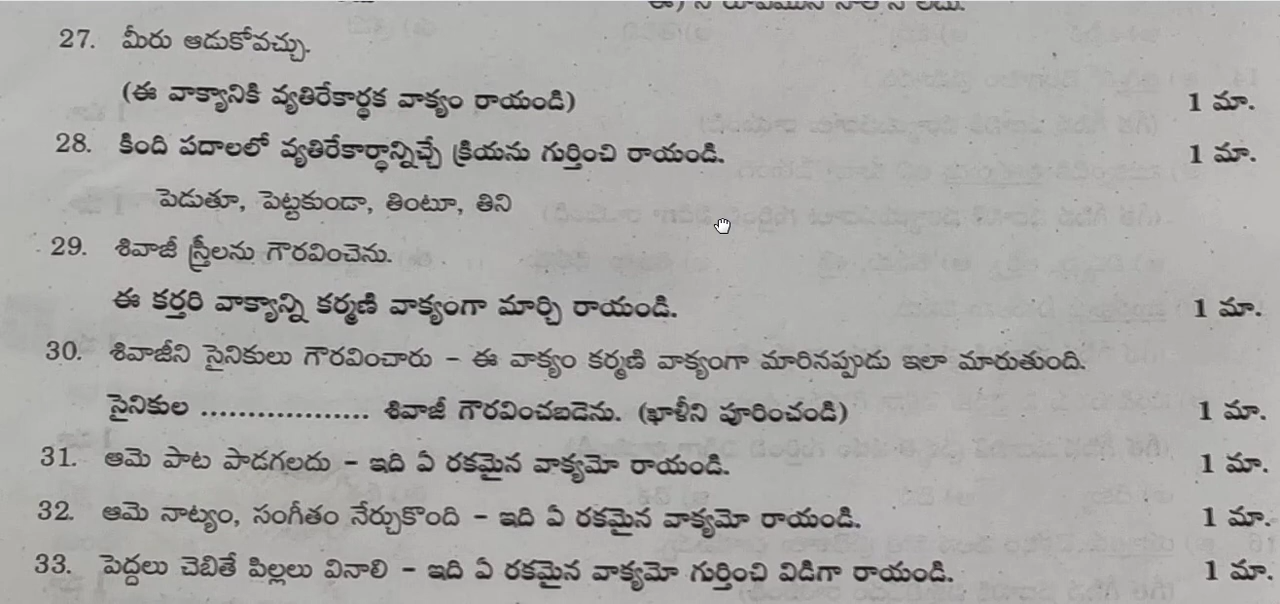 27. మీరు ఆడుకోవచ్చు.
(ఈ వాక్యానికి వ్యతిరేకార్థక వాక్యం రాయండి) 1 మా.
28. కింది పదాలలో వ్యతిరేకార్థాన్నిచ్చే క్రియను గుర్తించి రాయండి. 1 మా.
పెడుతూ, పెట్టకుండా, తింటూ, తిని
29. శివాజీ స్త్రీలను గౌరవించెను.
ఈ కర్తరి వాక్యాన్ని కర్మణి వాక్యంగా మార్చి రాయండి. 1 మా.
30. శివాజీని సైనికులు గౌరవించారు – ఈ వాక్యం కర్మణి వాక్యంగా మారినప్పుడు ఇలా మారుతుంది.
సైనికుల .................. శివాజీ గౌరవించబడెను. (ఖాళీని పూరించండి) 1 మా.
31. ఆమె పాట పాడగలదు – ఇది ఏ రకమైన వాక్యమో రాయండి. 1 మా.
32. ఆమె నాట్యం, సంగీతం నేర్చుకొంది – ఇది ఏ రకమైన వాక్యమో రాయండి. 1 మా.
33. పెద్దలు చెబితే పిల్లలు వినాలి – ఇది ఏ రకమైన వాక్యమో గుర్తించి విడిగా రాయండి. 1 మా.